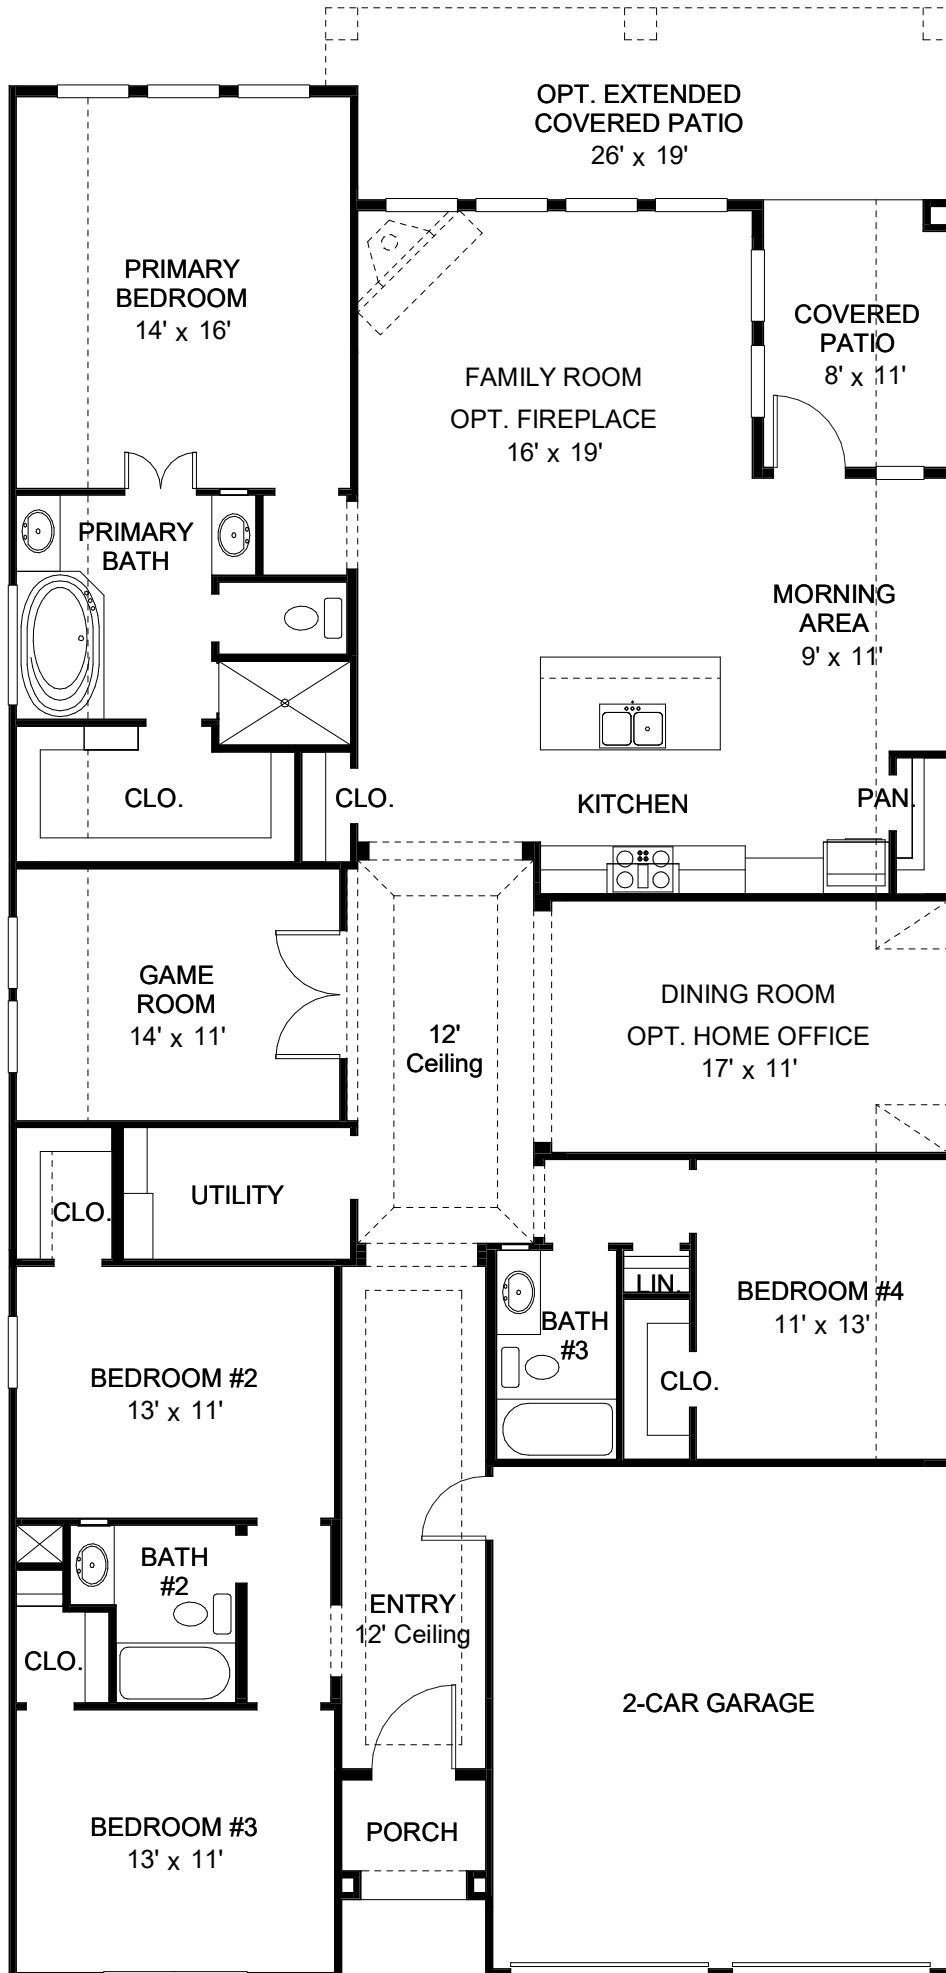 OPT. EXTENDED
COVERED PATIO
26' x 19'
PRIMARY
BEDROOM
14' x 16'
COVERED
PATIO
8' x 11'
FAMILY ROOM
OPT. FIREPLACE
16' x 19'
PRIMARY
BATH
MORNING
AREA
9' x 11'
CLO.
CLO.
KITCHEN
PAN.
GAME
ROOM
14' x 11'
12'
Ceiling
DINING ROOM
OPT. HOME OFFICE
17' x 11'
CLO.
UTILITY
LIN.
BEDROOM #4
11' x 13'
BATH
#3
CLO.
BEDROOM #2
13' x 11'
BATH
#2
ENTRY
12' Ceiling
CLO.
2-CAR GARAGE
BEDROOM #3
13' x 11'
PORCH